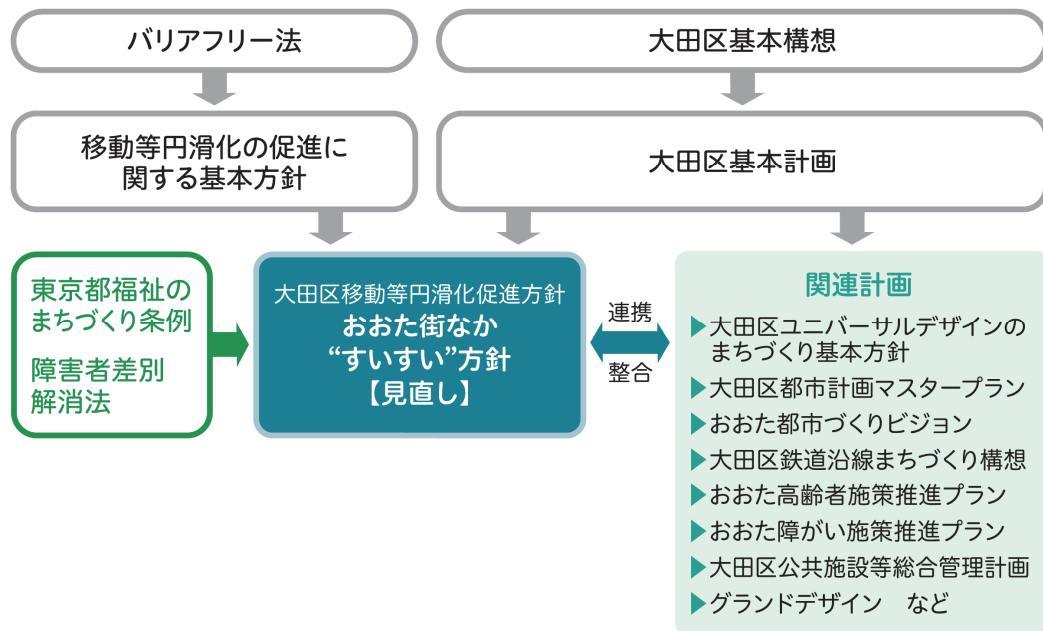 バリアフリー法
大田区基本構想
移動等円滑化の促進に
関する基本方針
大田区基本計画
東京都福祉の
まちづくり条例
障害者差別
解消法
大田区移動等円滑化促進方針
おおた街なか
“すいすい”方針
【見直し】
連携
整合
関連計画
▶大田区ユニバーサルデザインの
まちづくり基本方針
▶大田区都市計画マスタープラン
▶おおた都市づくりビジョン
▶大田区鉄道沿線まちづくり構想
▶おおた高齢者施策推進プラン
▶おおた障がい施策推進プラン
▶大田区公共施設等総合管理計画
▶グランドデザイン　など